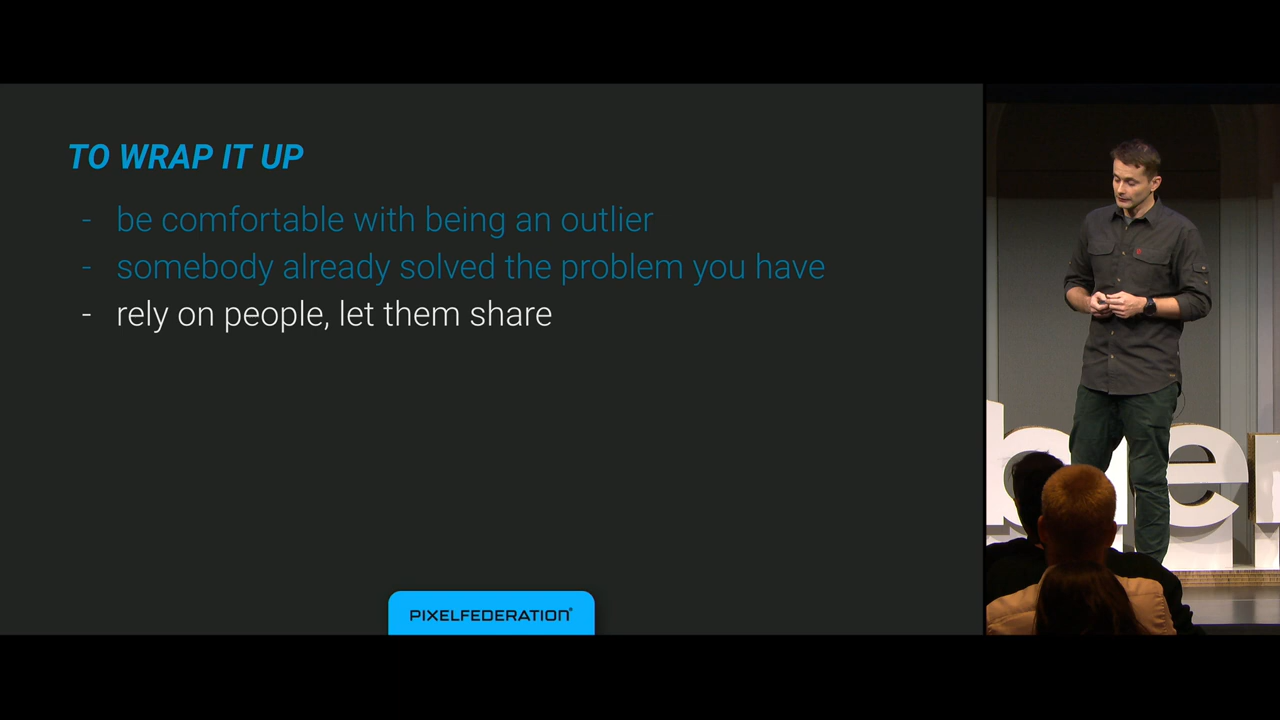 TO WRAP IT UP
- be comfortable with being an outlier
- somebody already solved the problem you have
- rely on people, let them share
PIXELFEDERATION®